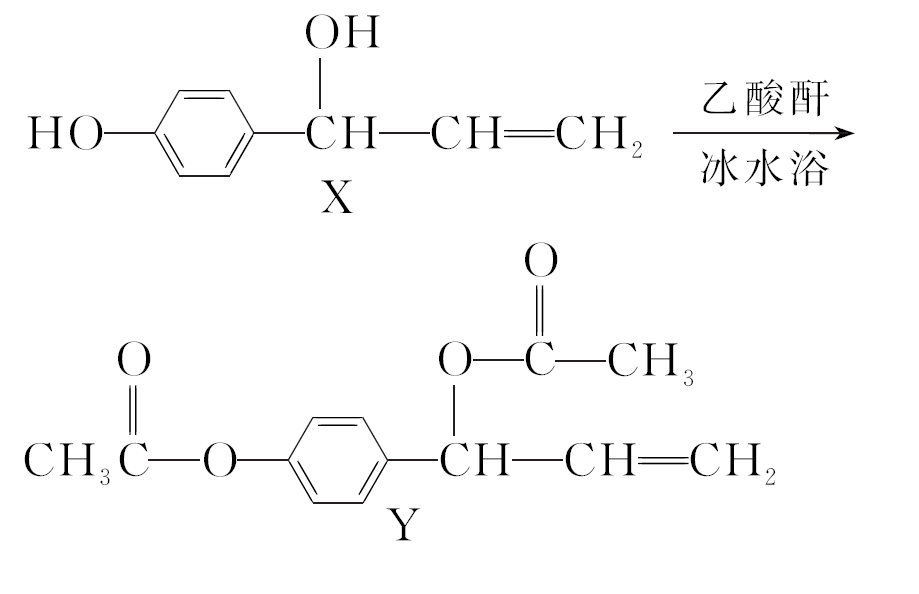 OH
HO CH CH CH2 乙酸酐
冰水浴
X
O
O O C CH3
CH3C O CH CH CH2
Y